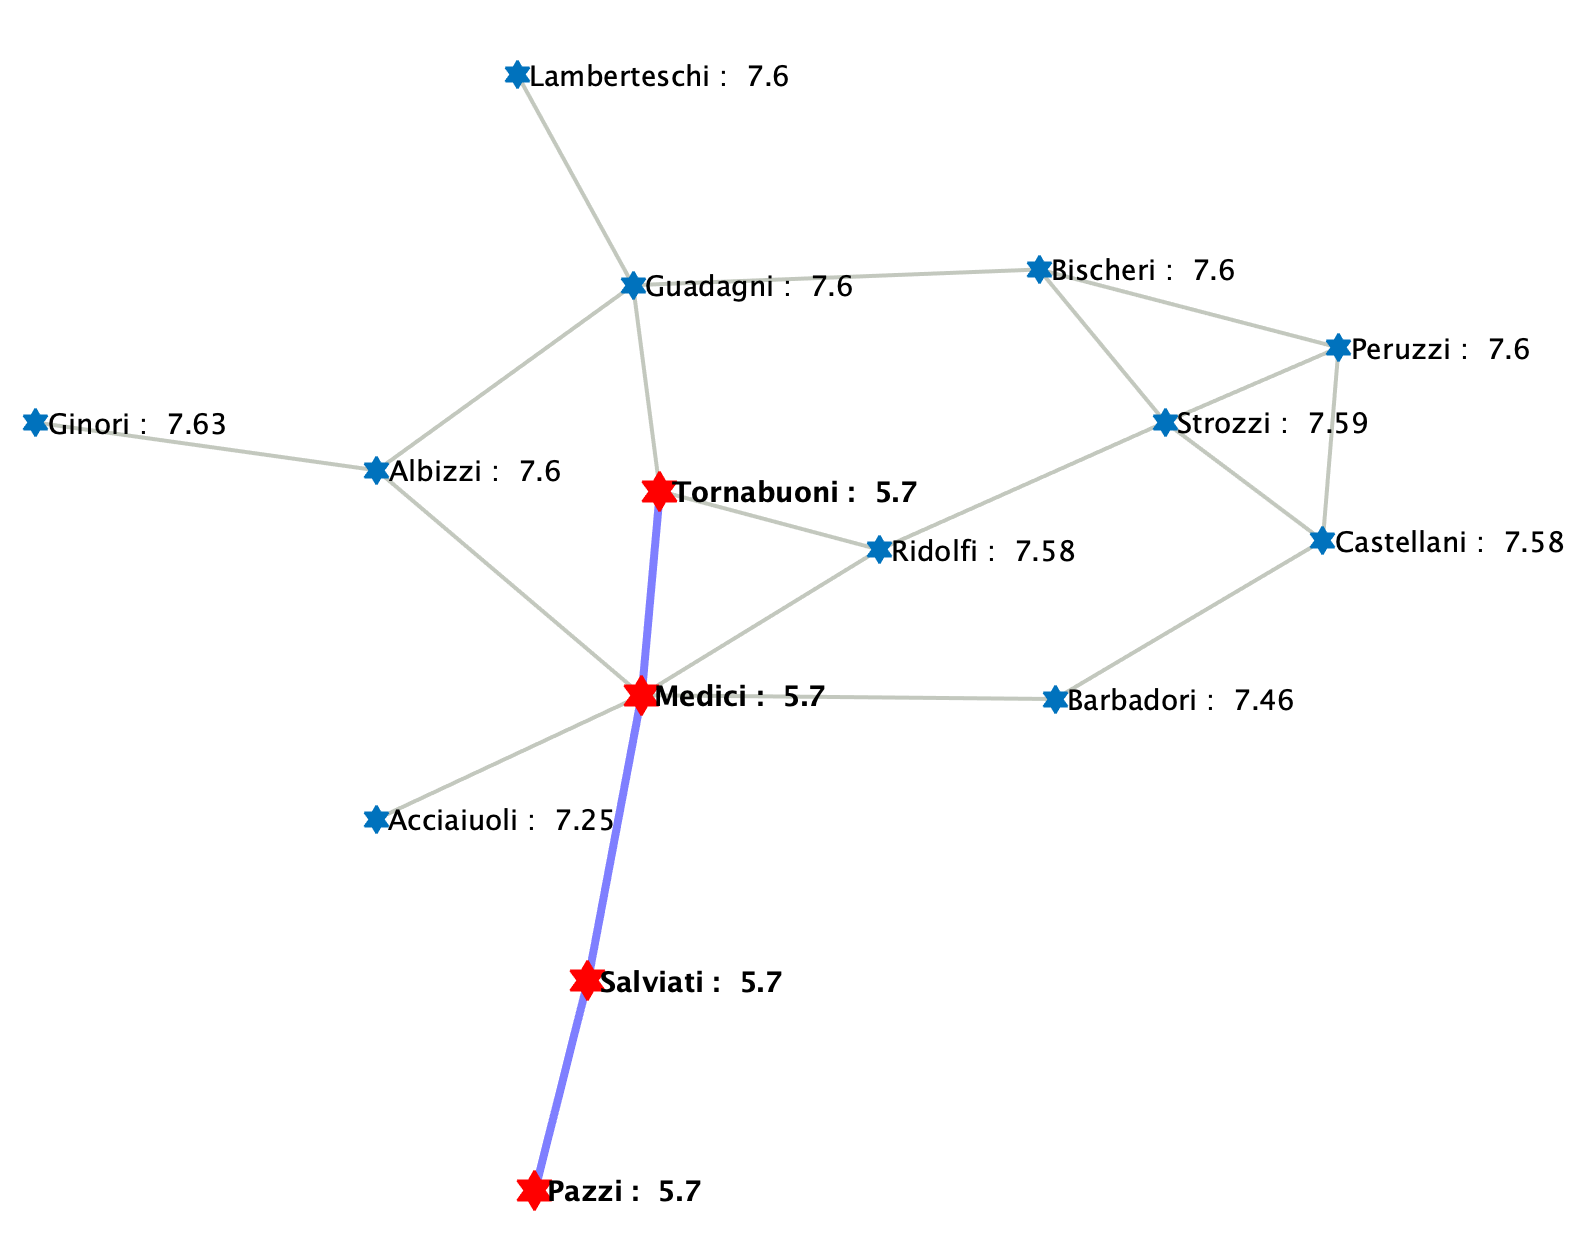 Lamberteschi :  7.6
Bischeri :  7.6
Guadagni :  7.6
Peruzzi :  7.6
Ginori :  7.63
Strozzi :  7.59
Albizzi :  7.6
Tornabuoni :  5.7
Castellani :  7.58
Ridolfi :  7.58
Medici :  5.7
Barbadori :  7.46
Acciaiuoli :  7.25
Salviati :  5.7
Pazzi :  5.7